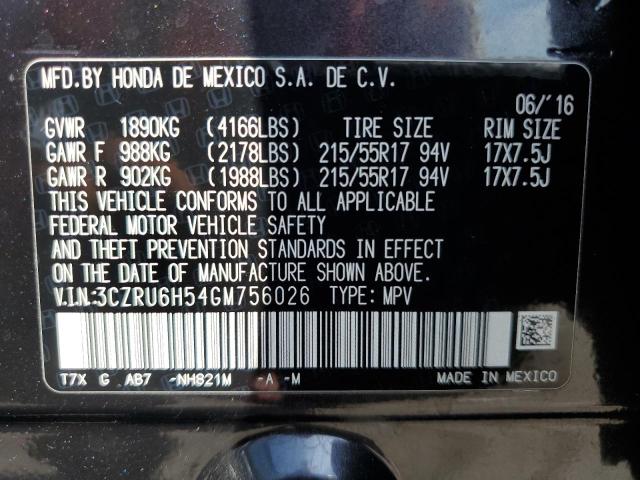 MFD.BY HONDA DE MEXICO S.A. DE C.V.
06/'16
GVWR 1890KG (4166LBS) TIRE SIZE RIM SIZE
GAWR F 988KG (2178LBS) 215/55R17 94V 17X7.5J
GAWR R 902KG (1988LBS) 215/55R17 94V 17X7.5J
THIS VEHICLE CONFORMS TO ALL APPLICABLE
FEDERAL MOTOR VEHICLE SAFETY
AND THEFT PREVENTION STANDARDS IN EFFECT
ON THE DATE OF MANUFACTURE SHOWN ABOVE.
V.I.N.:3CZRU6H54GM756026 TYPE: MPV
T7X G AB7 -NH821M -A -M MADE IN MEXICO